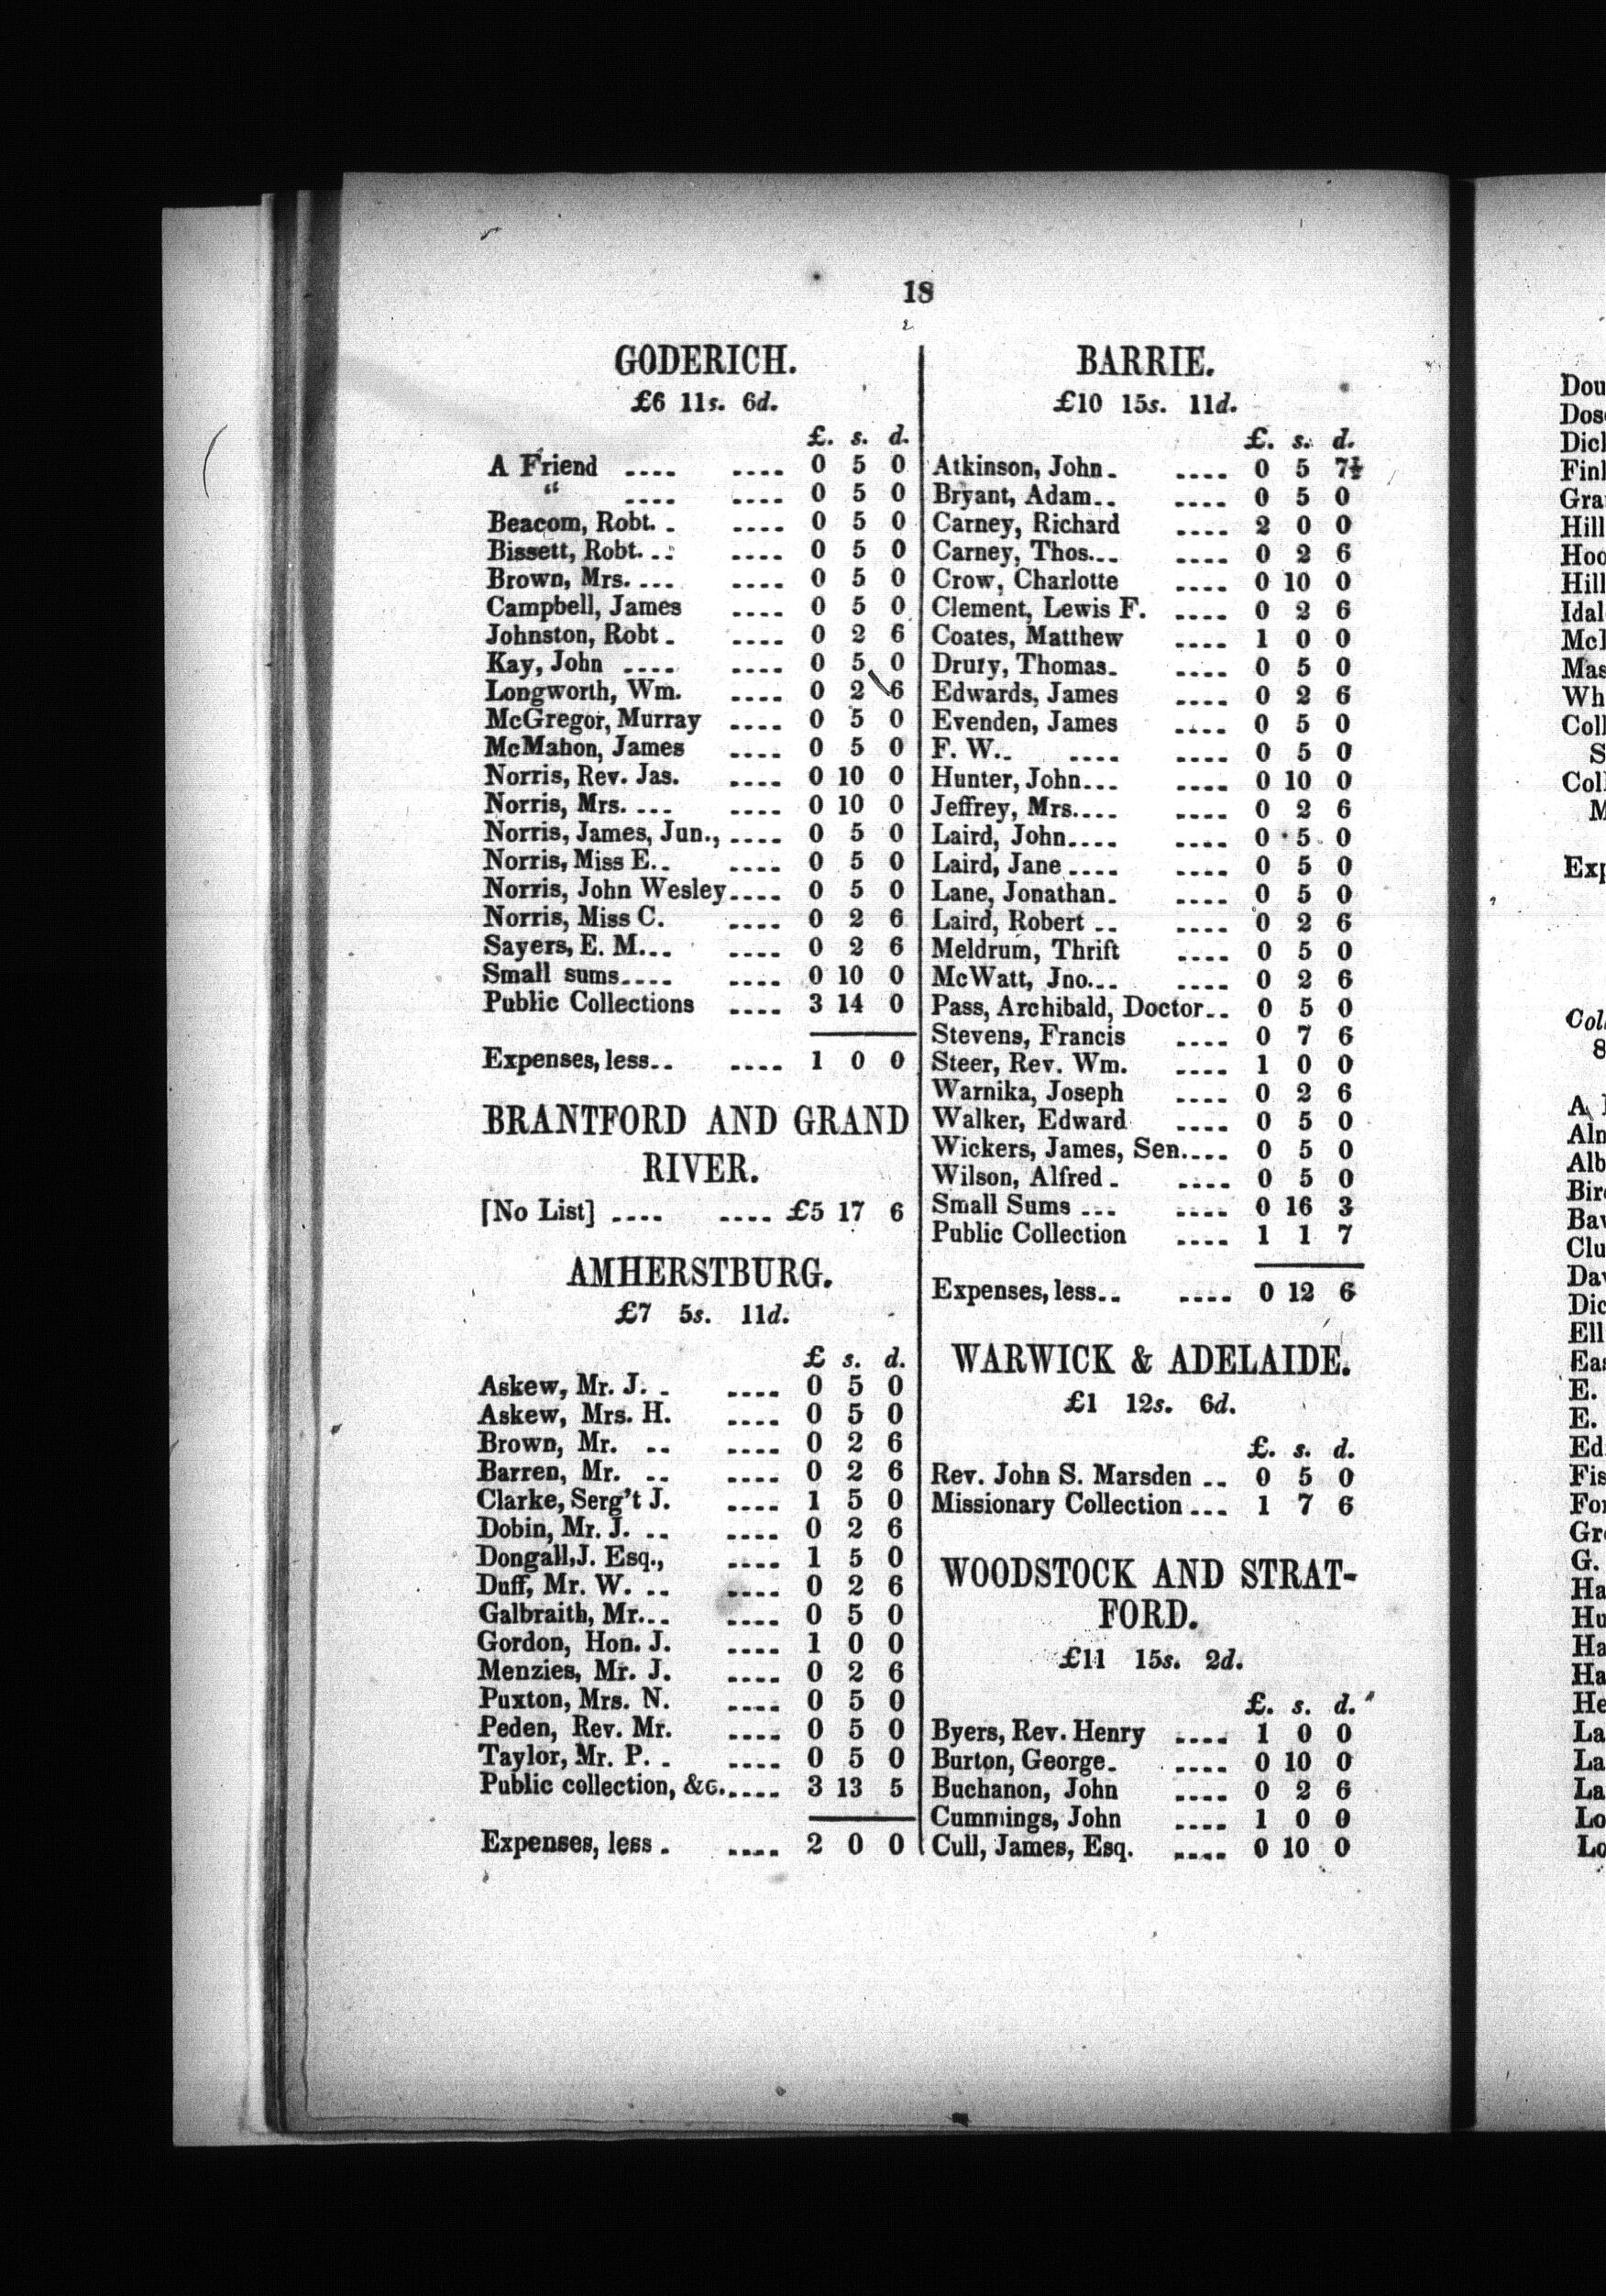 18
GODERICH.
£6 11s. 6d.
£. s. d.
A Friend .... .... 0 5 0
“ .... .... 0 5 0
Beacom, Robt. . .... 0 5 0
Bissett, Robt. .. .... 0 5 0
Brown, Mrs. ... .... 0 5 0
Campbell, James .... 0 5 0
Johnston, Robt . .... 0 2 6
Kay, John .... .... 0 5 0
Longworth, Wm. .... 0 2 6
McGregor, Murray .... 0 5 0
McMahon, James .... 0 5 0
Norris, Rev. Jas. .... 0 10 0
Norris, Mrs. ... .... 0 10 0
Norris, James, Jun., .... 0 5 0
Norris, Miss E. . .... 0 5 0
Norris, John Wesley .... 0 5 0
Norris, Miss C. .... 0 2 6
Sayers, E. M... .... 0 2 6
Small sums.... .... 0 10 0
Public Collections .... 3 14 0
Expenses, less.. .... 1 0 0
BRANTFORD AND GRAND
RIVER.
[No List] .... .... £5 17 6
AMHERSTBURG.
£7 5s. 11d.
£ s. d.
Askew, Mr. J. . .... 0 5 0
Askew, Mrs. H. .... 0 5 0
Brown, Mr. .. .... 0 2 6
Barren, Mr. .. .... 0 2 6
Clarke, Serg't J. .... 1 5 0
Dobin, Mr. J. .. .... 0 2 6
Dongall, J. Esq., .... 1 5 0
Duff, Mr. W. .. .... 0 2 6
Galbraith, Mr... .... 0 5 0
Gordon, Hon. J. .... 1 0 0
Menzies, Mr. J. .... 0 2 6
Puxton, Mrs. N. .... 0 5 0
Peden, Rev. Mr. .... 0 5 0
Taylor, Mr. P. . .... 0 5 0
Public collection, &c..... 3 13 5
Expenses, less . .... 2 0 0
BARRIE.
£10 15s. 11d.
£. s. d.
Atkinson, John. .... 0 5 7½
Bryant, Adam.. .... 0 5 0
Carney, Richard .... 2 0 0
Carney, Thos... .... 0 2 6
Crow, Charlotte .... 0 10 0
Clement, Lewis F. .... 0 2 6
Coates, Matthew .... 1 0 0
Drury, Thomas. .... 0 5 0
Edwards, James .... 0 2 6
Evenden, James .... 0 5 0
F. W.. .... .... 0 5 0
Hunter, John... .... 0 10 0
Jeffrey, Mrs.... .... 0 2 6
Laird, John.... .... 0 5 0
Laird, Jane .... .... 0 5 0
Lane, Jonathan. .... 0 5 0
Laird, Robert .. .... 0 2 6
Meldrum, Thrift .... 0 5 0
McWatt, Jno... .... 0 2 6
Pass, Archibald, Doctor.. 0 5 0
Stevens, Francis .... 0 7 6
Steer, Rev. Wm. .... 1 0 0
Warnika, Joseph .... 0 2 6
Walker, Edward .... 0 5 0
Wickers, James, Sen.... 0 5 0
Wilson, Alfred . .... 0 5 0
Small Sums ... .... 0 16 3
Public Collection .... 1 1 7
Expenses, less.. .... 0 12 6
WARWICK & ADELAIDE.
£1 12s. 6d.
£. s. d.
Rev. John S. Marsden .. 0 5 0
Missionary Collection ... 1 7 6
WOODSTOCK AND STRAT-
FORD.
£11 15s. 2d.
£. s. d.
Byers, Rev. Henry .... 1 0 0
Burton, George. .... 0 10 0
Buchanon, John .... 0 2 6
Cummings, John .... 1 0 0
Cull, James, Esq. .... 0 10 0